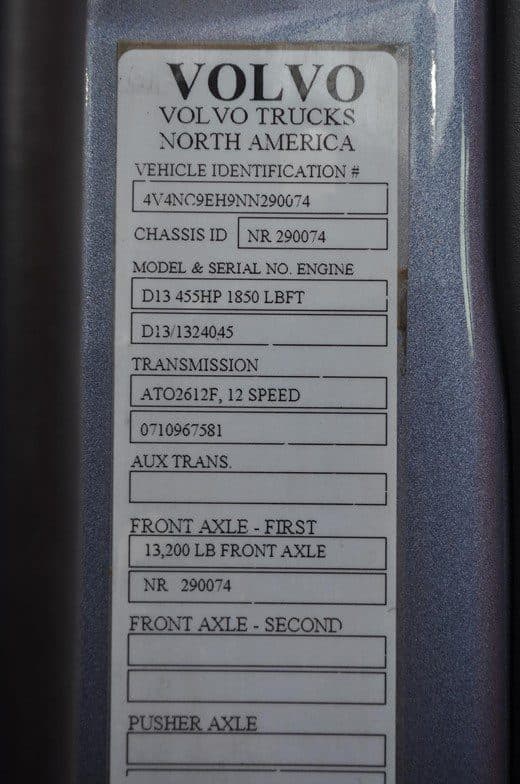 VOLVO
VOLVO TRUCKS
NORTH AMERICA
VEHICLE IDENTIFICATION #
4V4NC9EH9NN290074
CHASSIS ID NR 290074
MODEL & SERIAL NO. ENGINE
D13 455HP 1850 LBFT
D13/1324045
TRANSMISSION
ATO2612F, 12 SPEED
0710967581
AUX TRANS.
FRONT AXLE - FIRST
13,200 LB FRONT AXLE
NR 290074
FRONT AXLE - SECOND
PUSHER AXLE